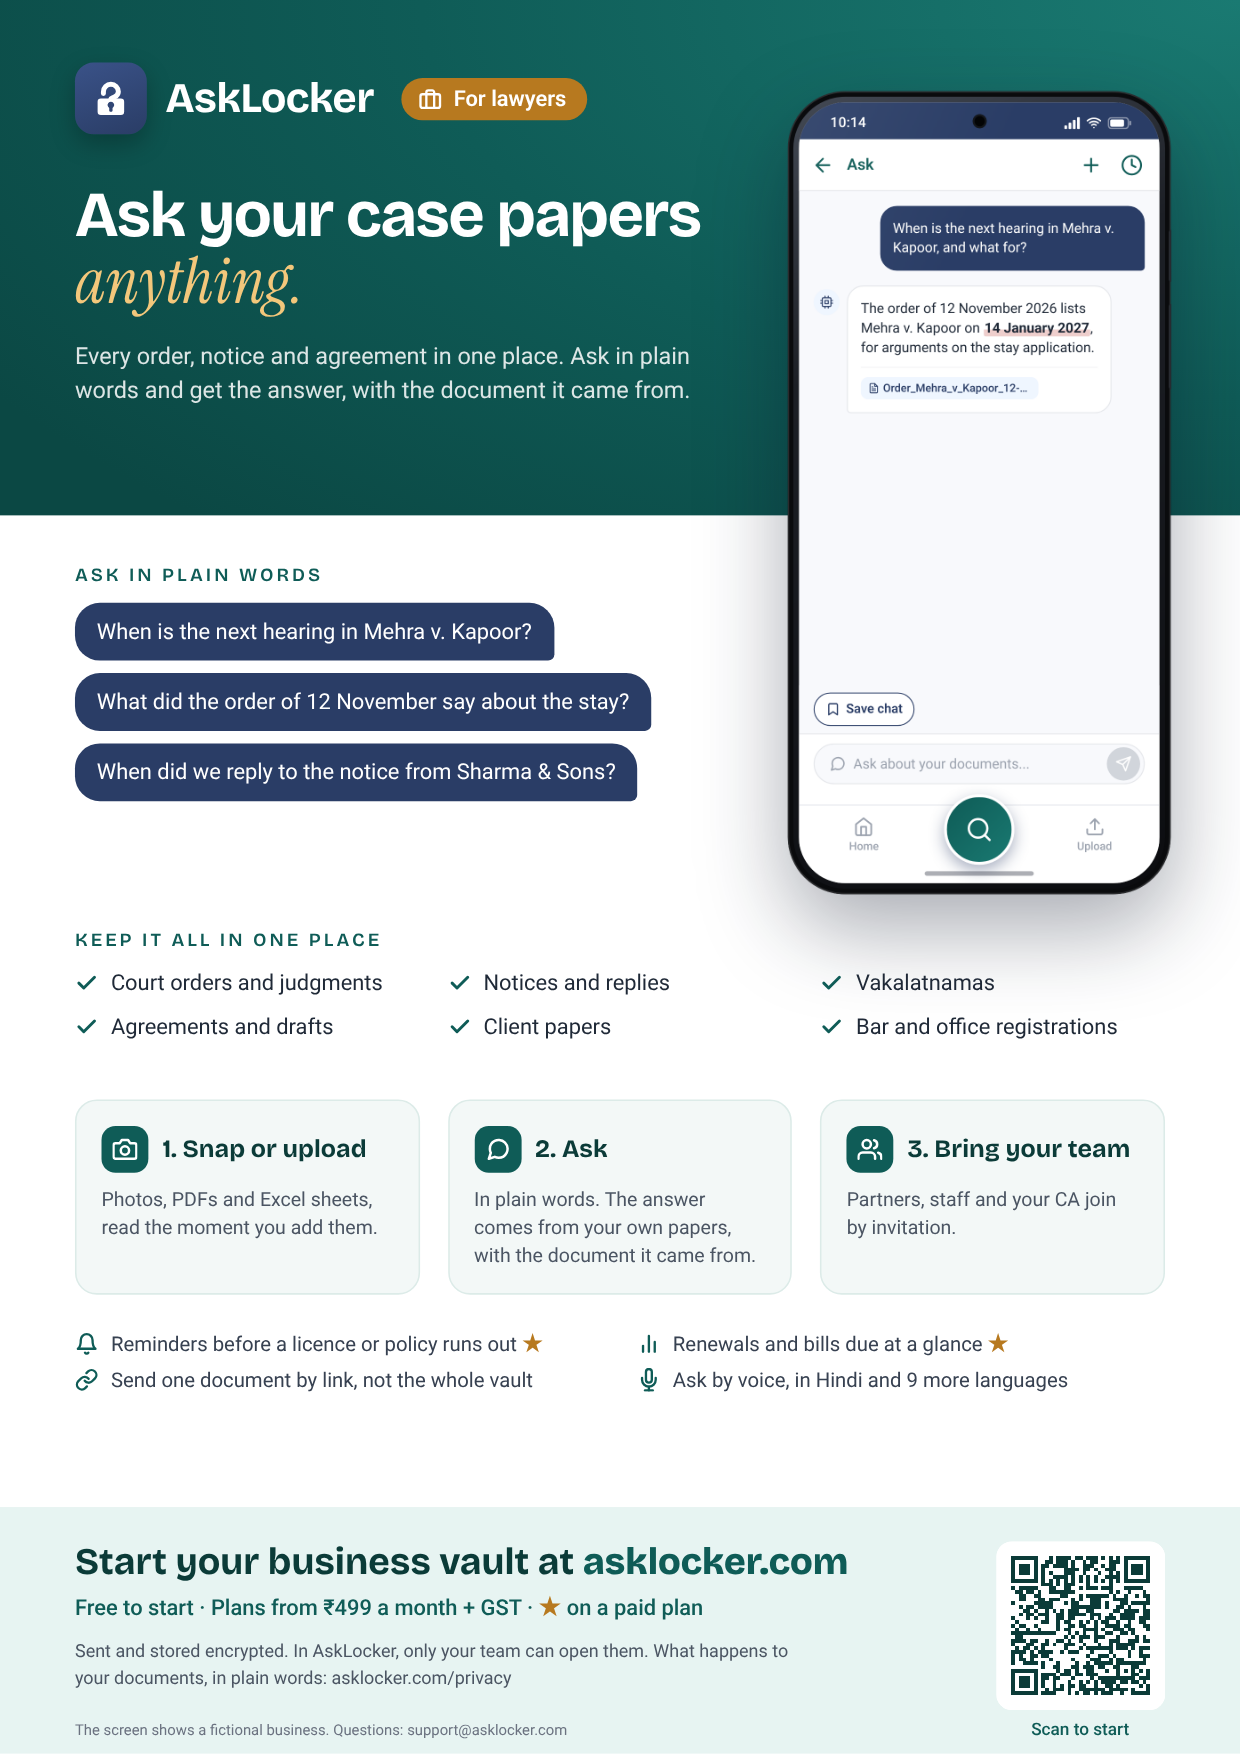 AskLocker
For lawyers
Ask your case papers
anything.
Every order, notice and agreement in one place. Ask in plain
words and get the answer, with the document it came from.
10:14
Ask
When is the next hearing in Mehra v.
Kapoor, and what for?
The order of 12 November 2026 lists
Mehra v. Kapoor on 14 January 2027,
for arguments on the stay application.
Order_Mehra_v_Kapoor_12-...
Save chat
Ask about your documents...
Home
Upload
ASK IN PLAIN WORDS
When is the next hearing in Mehra v. Kapoor?
What did the order of 12 November say about the stay?
When did we reply to the notice from Sharma & Sons?
KEEP IT ALL IN ONE PLACE
Court orders and judgments
Notices and replies
Vakalatnamas
Agreements and drafts
Client papers
Bar and office registrations
1. Snap or upload
Photos, PDFs and Excel sheets,
read the moment you add them.
2. Ask
In plain words. The answer
comes from your own papers,
with the document it came from.
3. Bring your team
Partners, staff and your CA join
by invitation.
Reminders before a licence or policy runs out ★
Renewals and bills due at a glance ★
Send one document by link, not the whole vault
Ask by voice, in Hindi and 9 more languages
Start your business vault at asklocker.com
Free to start · Plans from ₹499 a month + GST · ★ on a paid plan
Sent and stored encrypted. In AskLocker, only your team can open them. What happens to
your documents, in plain words: asklocker.com/privacy
The screen shows a fictional business. Questions: support@asklocker.com
Scan to start